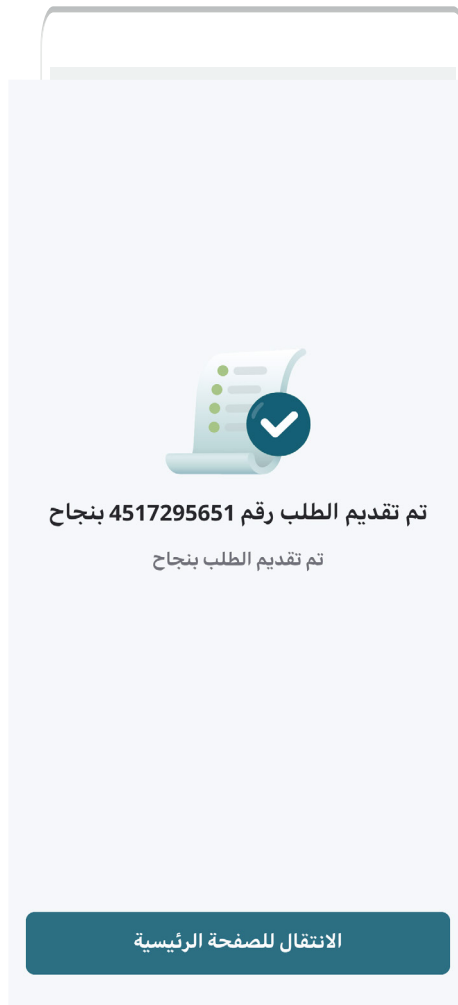 تم تقديم الطلب رقم 4517295651 بنجاح
تم تقديم الطلب بنجاح
الانتقال للصفحة الرئيسية